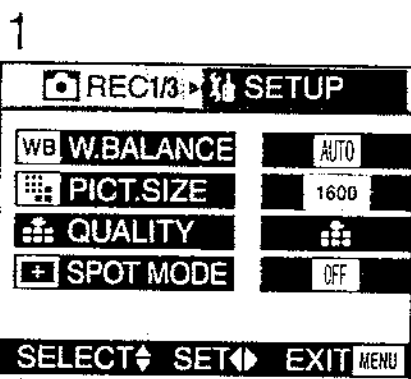 1
REC1/3 SETUP
WB W.BALANCE AUTO
PICT.SIZE 1600
QUALITY
SPOT MODE OFF
SELECT SET EXIT MENU